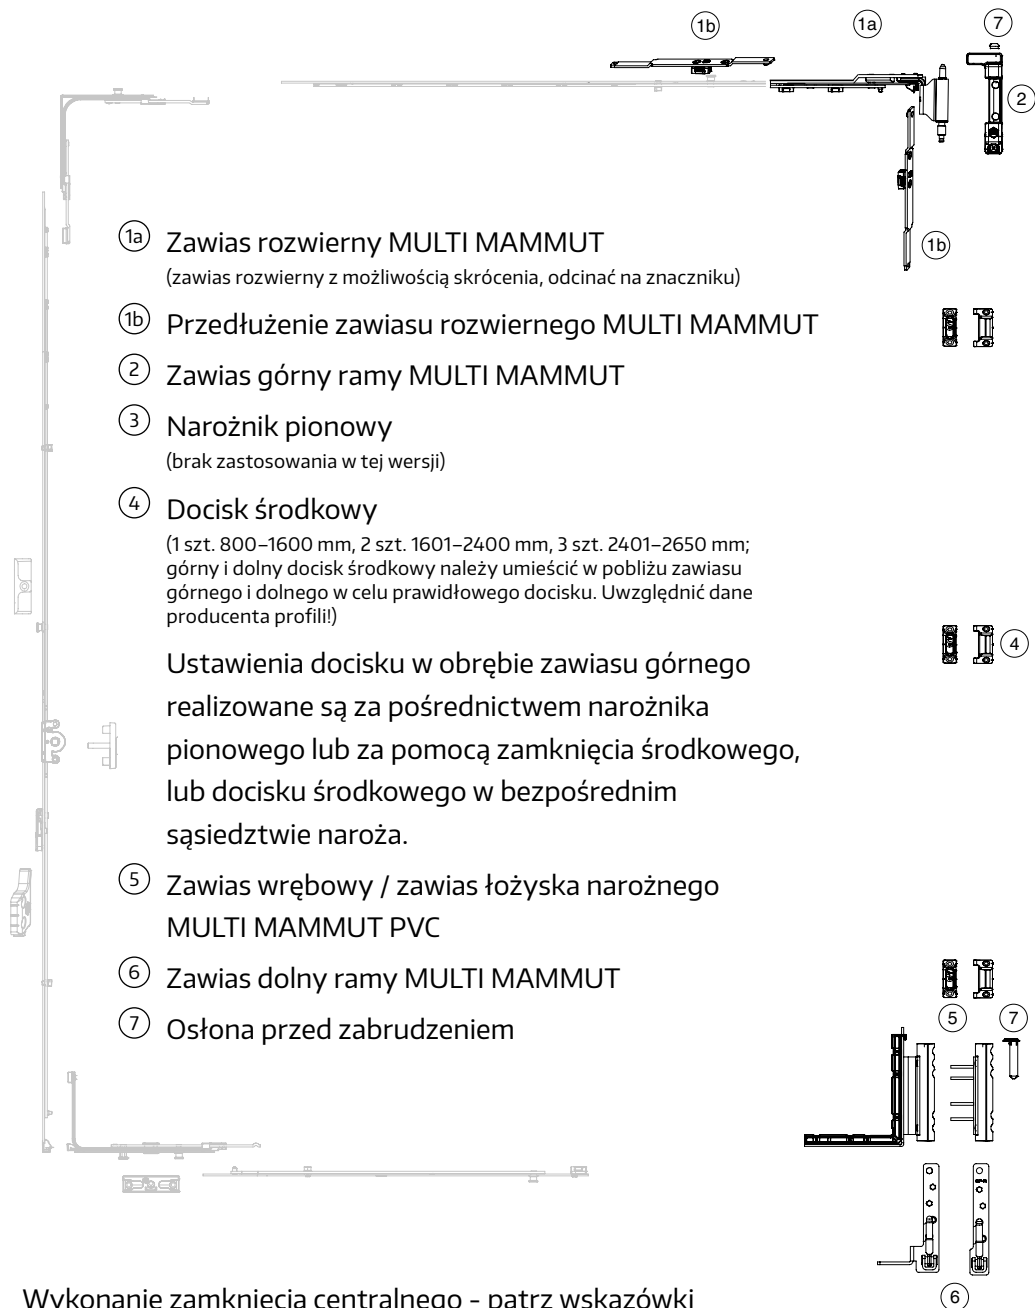 1b
1a
7
2
1a Zawias rozwierny MULTI MAMMUT
(zawias rozwierny z możliwością skrócenia, odcinać na znaczniku)
1b
1b Przedłużenie zawiasu rozwiernego MULTI MAMMUT
2 Zawias górny ramy MULTI MAMMUT
3 Narożnik pionowy
(brak zastosowania w tej wersji)
4 Docisk środkowy
(1 szt. 800–1600 mm, 2 szt. 1601–2400 mm, 3 szt. 2401–2650 mm;
górny i dolny docisk środkowy należy umieścić w pobliżu zawiasu
górnego i dolnego w celu prawidłowego docisku. Uwzględnić dane
producenta profili!)
4
Ustawienia docisku w obrębie zawiasu górnego
realizowane są za pośrednictwem narożnika
pionowego lub za pomocą zamknięcia środkowego,
lub docisku środkowego w bezpośrednim
sąsiedztwie naroża.
5 Zawias wrębowy / zawias łożyska narożnego
MULTI MAMMUT PVC
6 Zawias dolny ramy MULTI MAMMUT
7 Osłona przed zabrudzeniem
5
7
6
Wykonanie zamknięcia centralnego - patrz wskazówki